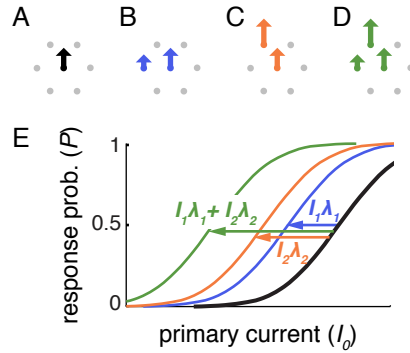 A B C D
E
1
0.5
0
response prob. (P)
I₁λ₁ + I₂λ₂
I₁λ₁
I₂λ₂
primary current (I₀)